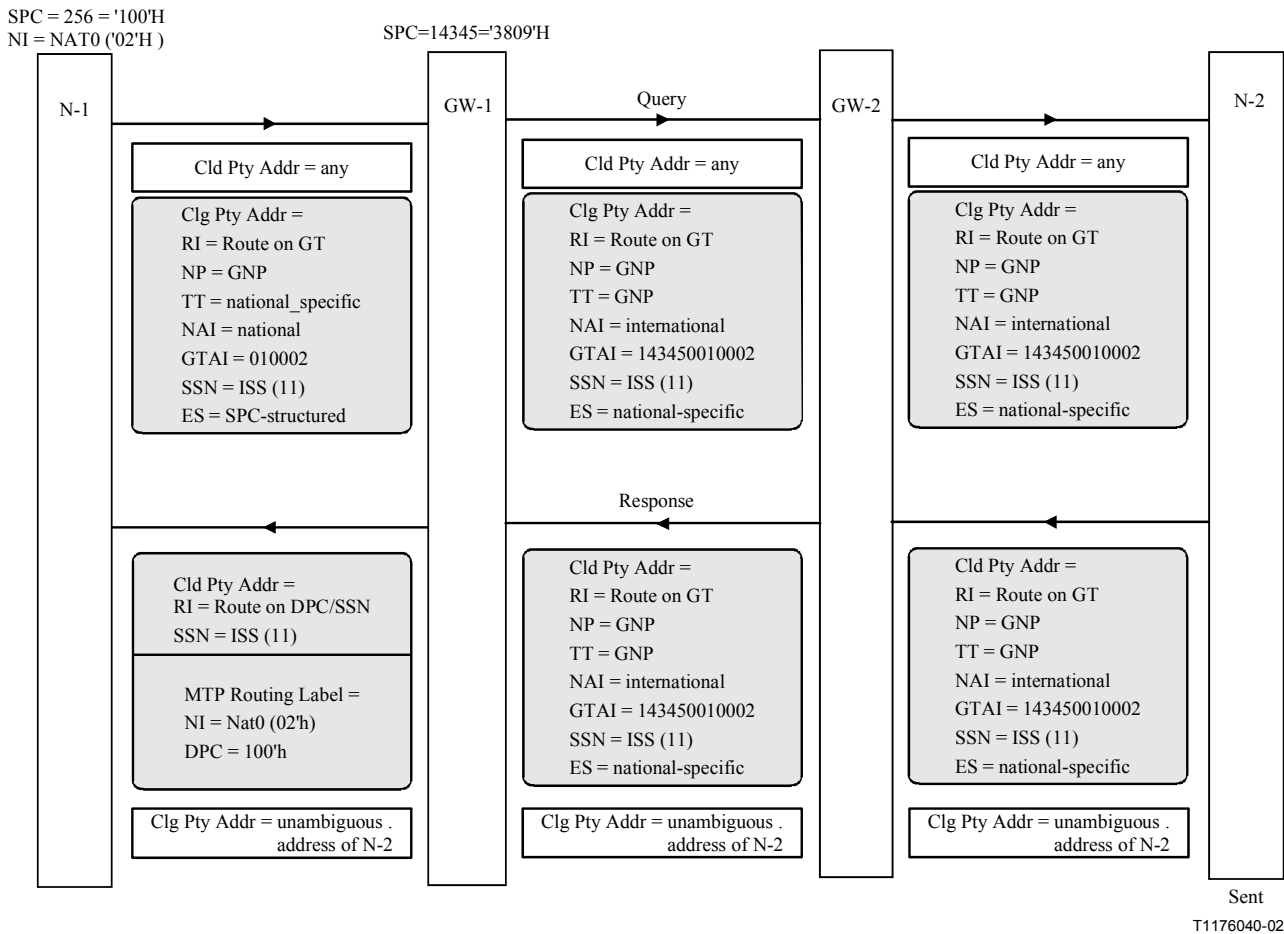 SPC = 256 = '100'H
NI = NAT0 ('02'H )
SPC=14345='3809'H
N-1
GW-1
Query
GW-2
N-2
Cld Pty Addr = any
Clg Pty Addr =
RI = Route on GT
NP = GNP
TT = national_specific
NAI = national
GTAI = 010002
SSN = ISS (11)
ES = SPC-structured
Cld Pty Addr = any
Clg Pty Addr =
RI = Route on GT
NP = GNP
TT = GNP
NAI = international
GTAI = 143450010002
SSN = ISS (11)
ES = national-specific
Cld Pty Addr = any
Clg Pty Addr =
RI = Route on GT
NP = GNP
TT = GNP
NAI = international
GTAI = 143450010002
SSN = ISS (11)
ES = national-specific
Response
Cld Pty Addr =
RI = Route on DPC/SSN
SSN = ISS (11)
MTP Routing Label =
NI = Nat0 (02'h)
DPC = 100'h
Clg Pty Addr = unambiguous .
address of N-2
Cld Pty Addr =
RI = Route on GT
NP = GNP
TT = GNP
NAI = international
GTAI = 143450010002
SSN = ISS (11)
ES = national-specific
Clg Pty Addr = unambiguous .
address of N-2
Cld Pty Addr =
RI = Route on GT
NP = GNP
TT = GNP
NAI = international
GTAI = 143450010002
SSN = ISS (11)
ES = national-specific
Clg Pty Addr = unambiguous .
address of N-2
Sent
T1176040-02